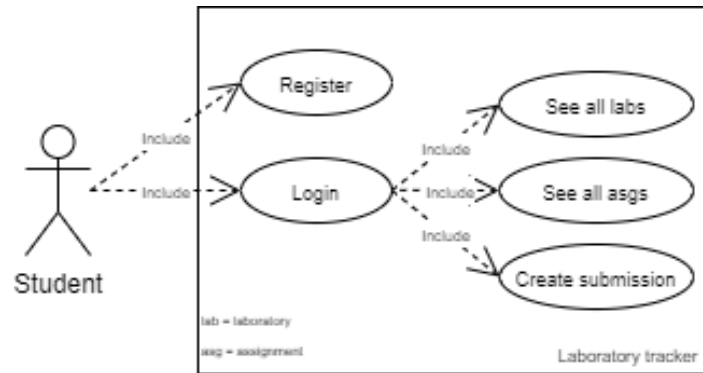 Register
See all labs
Include
Include
Include
Login
Include
See all asgs
Include
Student
Create submission
lab = laboratory
asg = assignment
Laboratory tracker